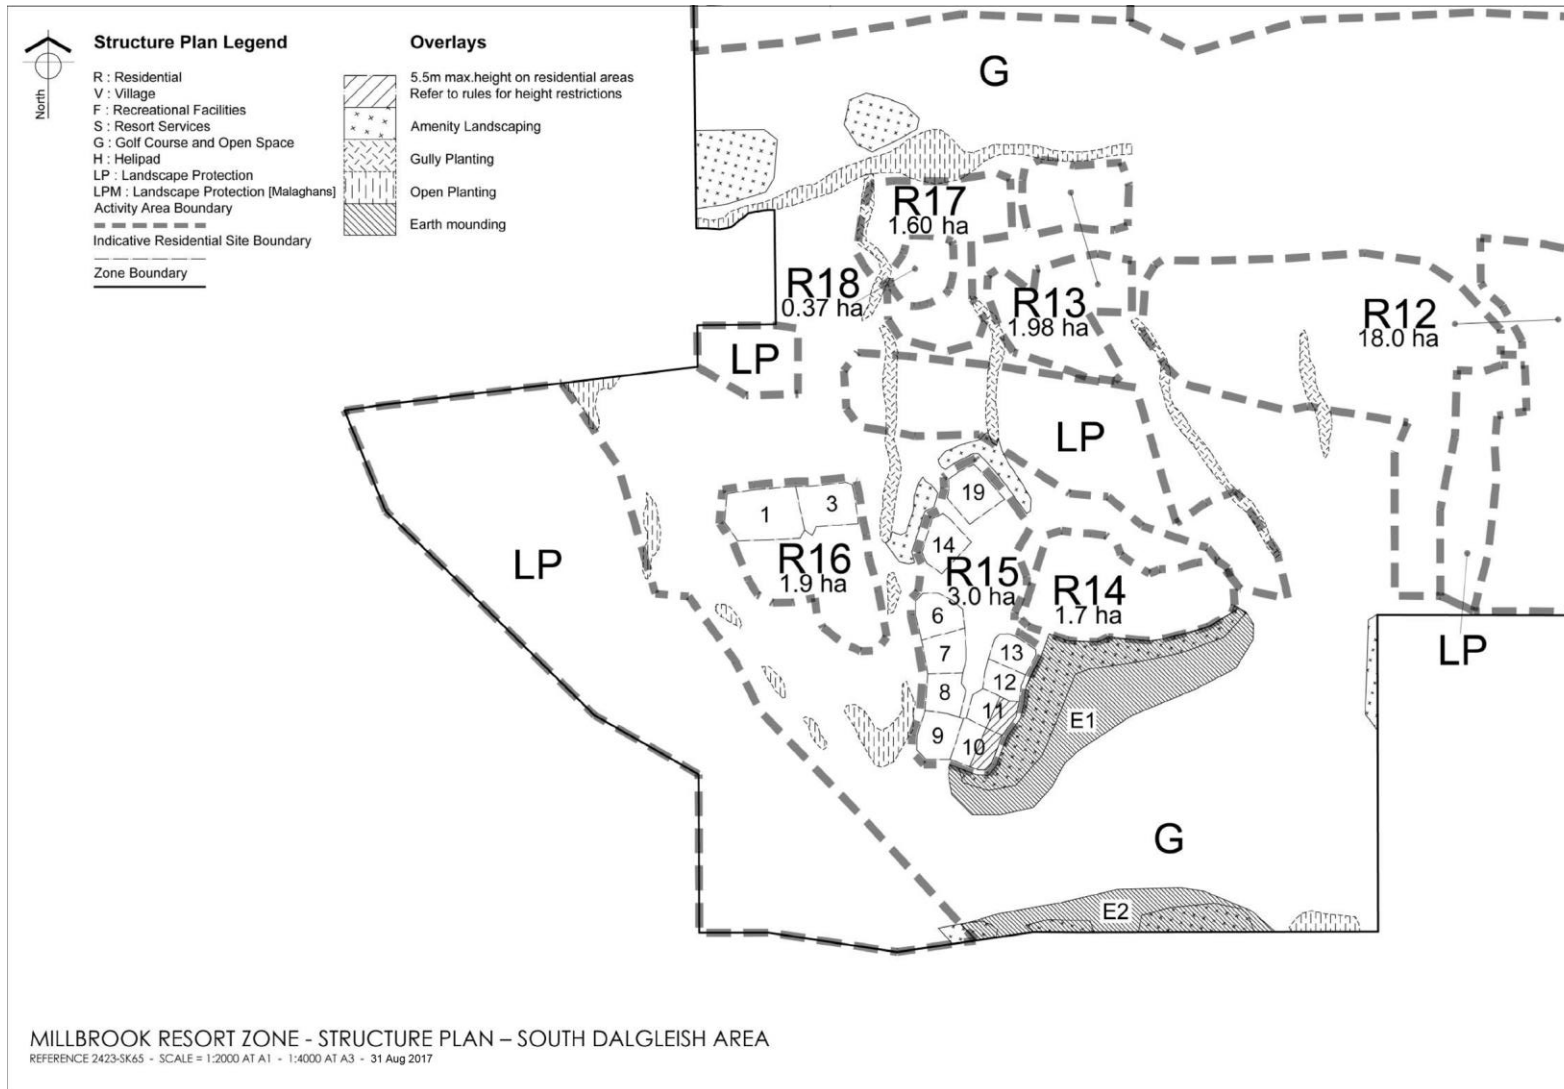 Structure Plan Legend
R : Residential
V : Village
F : Recreational Facilities
S : Resort Services
G : Golf Course and Open Space
H : Helipad
LP : Landscape Protection
LPM : Landscape Protection [Malaghans]
Activity Area Boundary
Indicative Residential Site Boundary
Zone Boundary
North
Overlays
5.5m max.height on residential areas
Refer to rules for height restrictions
Amenity Landscaping
Gully Planting
Open Planting
Earth mounding
G
R17
1.60 ha
R18
0.37 ha
R13
1.98 ha
R12
18.0 ha
LP
LP
LP
1
3
R16
1.9 ha
19
14
R15
3.0 ha
R14
1.7 ha
6
7
8
9
13
12
11
10
LP
E1
G
E2
MILLBROOK RESORT ZONE - STRUCTURE PLAN – SOUTH DALGLEISH AREA
REFERENCE 2423-SK65 - SCALE = 1:2000 AT A1 - 1:4000 AT A3 - 31 Aug 2017